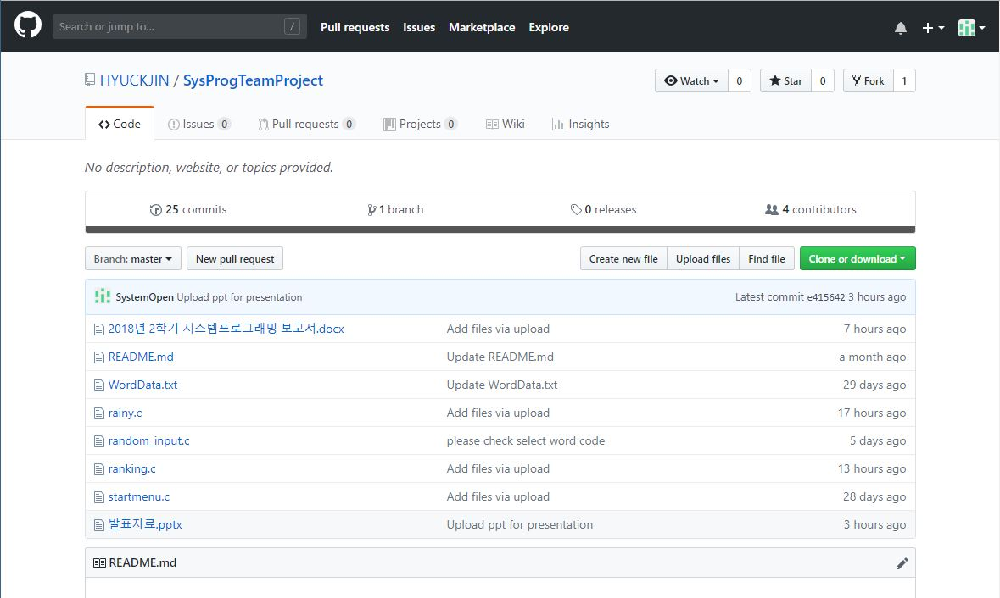 Search or jump to... / Pull requests Issues Marketplace Explore
HYUCKJIN / SysProgTeamProject Watch 0 Star 0 Fork 1
Code Issues 0 Pull requests 0 Projects 0 Wiki Insights
No description, website, or topics provided.
25 commits 1 branch 0 releases 4 contributors
Branch: master New pull request Create new file Upload files Find file Clone or download
SystemOpen Upload ppt for presentation Latest commit e415642 3 hours ago
2018년 2학기 시스템프로그래밍 보고서.docx Add files via upload 7 hours ago
README.md Update README.md a month ago
WordData.txt Update WordData.txt 29 days ago
rainy.c Add files via upload 17 hours ago
random_input.c please check select word code 5 days ago
ranking.c Add files via upload 13 hours ago
startmenu.c Add files via upload 28 days ago
발표자료.pptx Upload ppt for presentation 3 hours ago
README.md